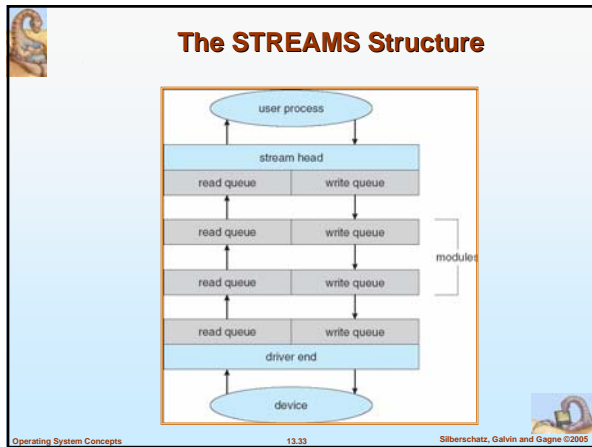 The STREAMS Structure
user process
stream head
read queue write queue
read queue write queue
modules
read queue write queue
read queue write queue
driver end
device
Operating System Concepts 13.33 Silberschatz, Galvin and Gagne ©2005